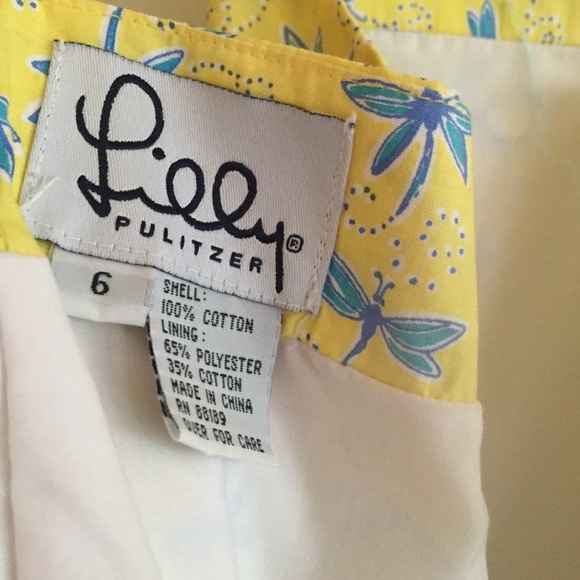 Lilly
PULITZER®
6
SHELL:
100% COTTON
LINING:
65% POLYESTER
35% COTTON
MADE IN CHINA
RN 88189
OVER FOR CARE